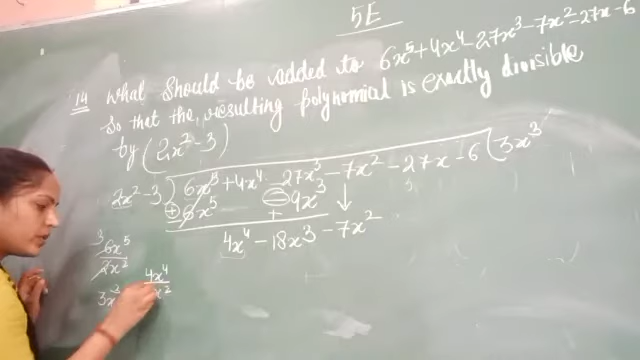 5E
14 What should be added to 6x⁵+4x⁴-27x³-7x²-27x-6
So that the resulting polynomial is exactly divisible
by (2x²-3)
2x²-3) 6x⁵+4x⁴-27x³-7x²-27x-6 (3x³
-6x⁵ - 9x³
+ +
4x⁴-18x³-7x²
3 6x⁵
2x²
3x³
4x⁴
x²